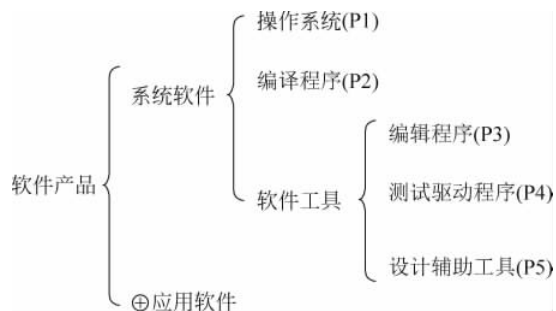 操作系统(P1)
系统软件
编译程序(P2)
编辑程序(P3)
软件产品
软件工具
测试驱动程序(P4)
设计辅助工具(P5)
⊕应用软件